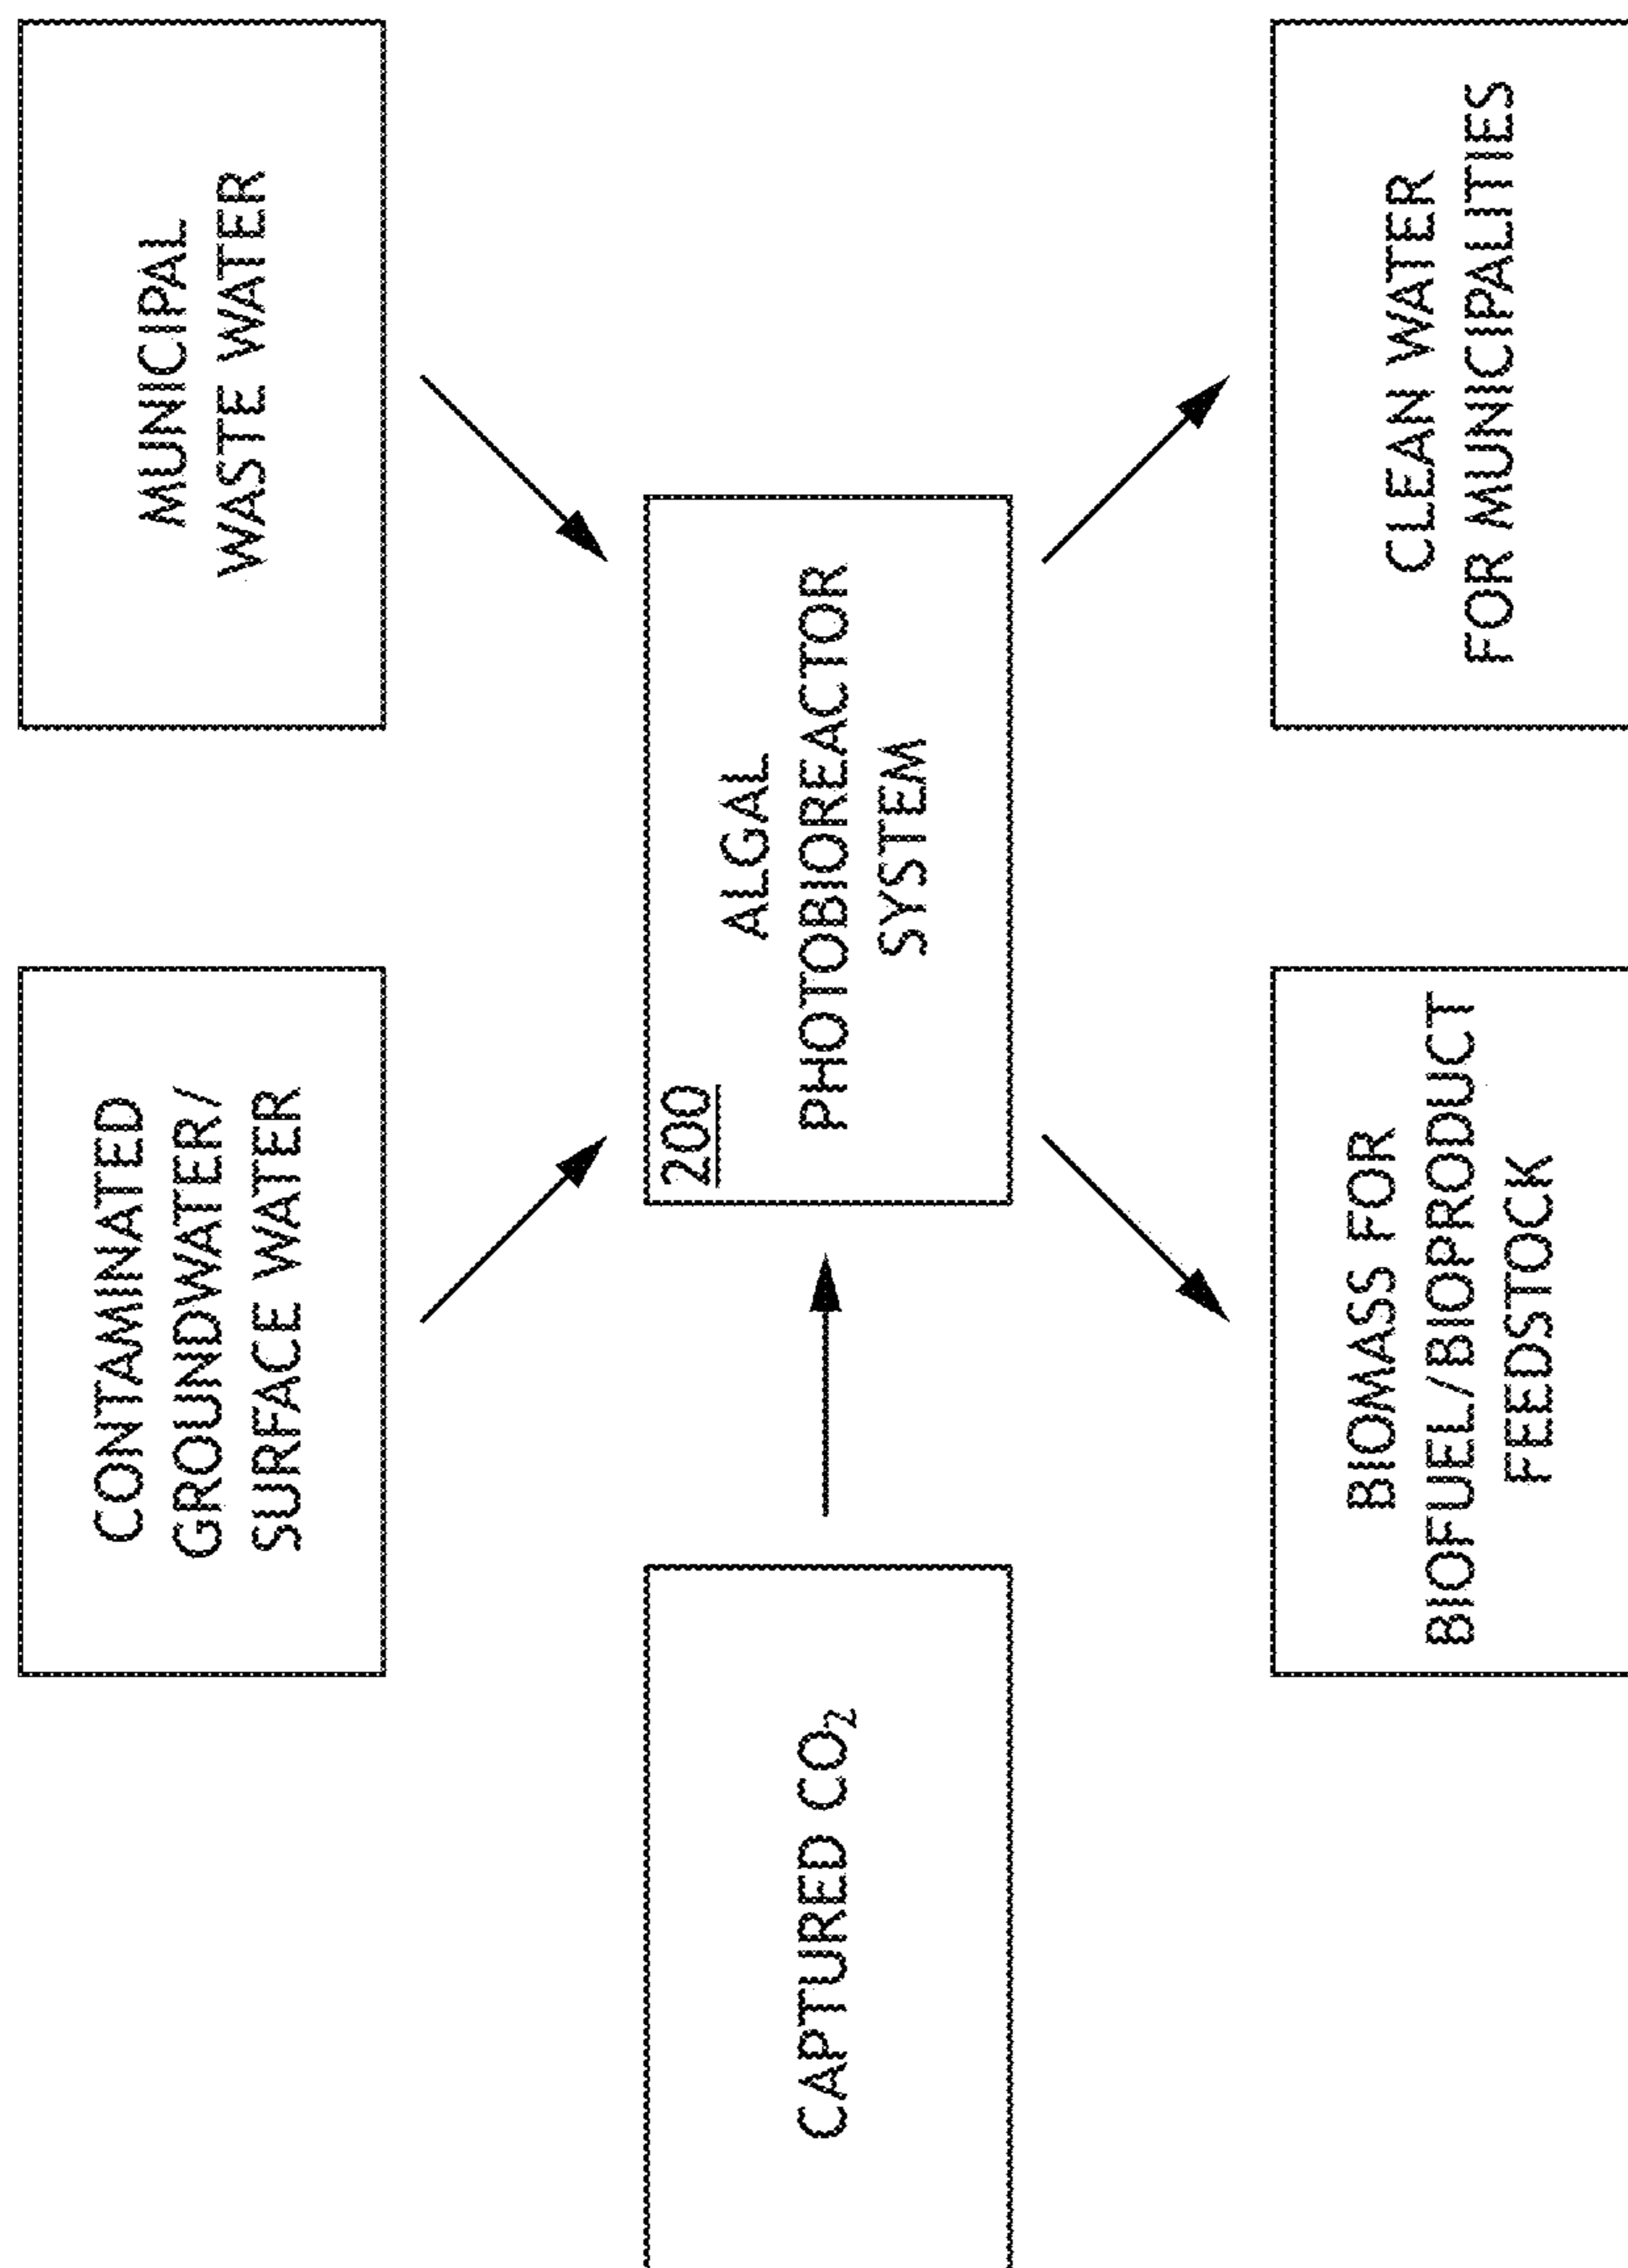 CONTAMINATED
GROUNDWATER/
SURFACE WATER
MUNICIPAL
WASTE WATER
CAPTURED CO₂
200
ALGAL
PHOTOBIOREACTOR
SYSTEM
BIOMASS FOR
BIOFUEL/BIOPRODUCT
FEEDSTOCK
CLEAN WATER
FOR MUNICIPALITIES